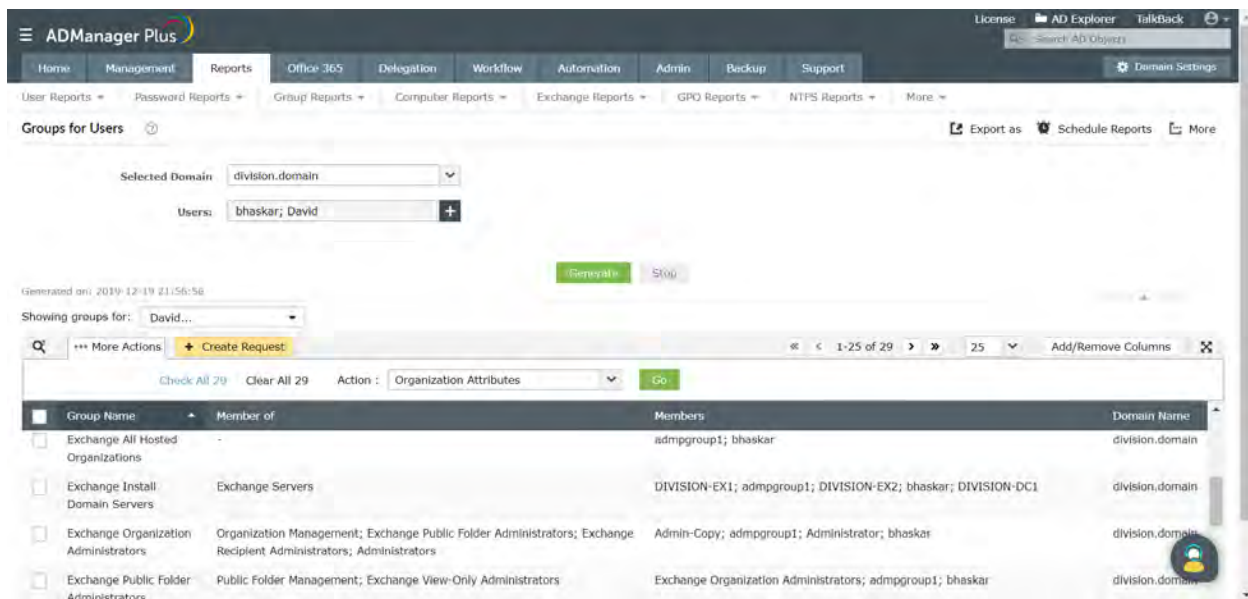 License AD Explorer TalkBack
☰ ADManager Plus
Search AD Objects
Home Management Reports Office 365 Delegation Workflow Automation Admin Backup Support Domain Settings
User Reports Password Reports Group Reports Computer Reports Exchange Reports GPO Reports NTFS Reports More
Groups for Users Export as Schedule Reports More
Selected Domain division.domain
Users: bhaskar; David
Generate Stop
Generated on: 2019-12-19 21:56:58
Showing groups for: David...
••• More Actions + Create Request 1-25 of 29 25 Add/Remove Columns
Check All 29 Clear All 29 Action : Organization Attributes Go
Group Name Member of Members Domain Name
Exchange All Hosted - admpgroup1; bhaskar division.domain
Organizations
Exchange Install Exchange Servers DIVISION-EX1; admpgroup1; DIVISION-EX2; bhaskar; DIVISION-DC1 division.domain
Domain Servers
Exchange Organization Organization Management; Exchange Public Folder Administrators; Exchange Admin-Copy; admpgroup1; Administrator; bhaskar division.domain
Administrators Recipient Administrators; Administrators
Exchange Public Folder Public Folder Management; Exchange View-Only Administrators Exchange Organization Administrators; admpgroup1; bhaskar division.domain
Administrators